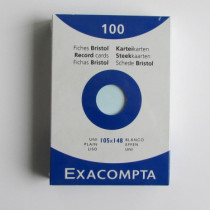 100
Fiches Bristol Karteikarten
Record cards Steekkaarten
Fichas Bristol Schede Bristol
UNI 105x148 BLANCO
PLAIN EFFEN
LISO UNI
EXACOMPTA